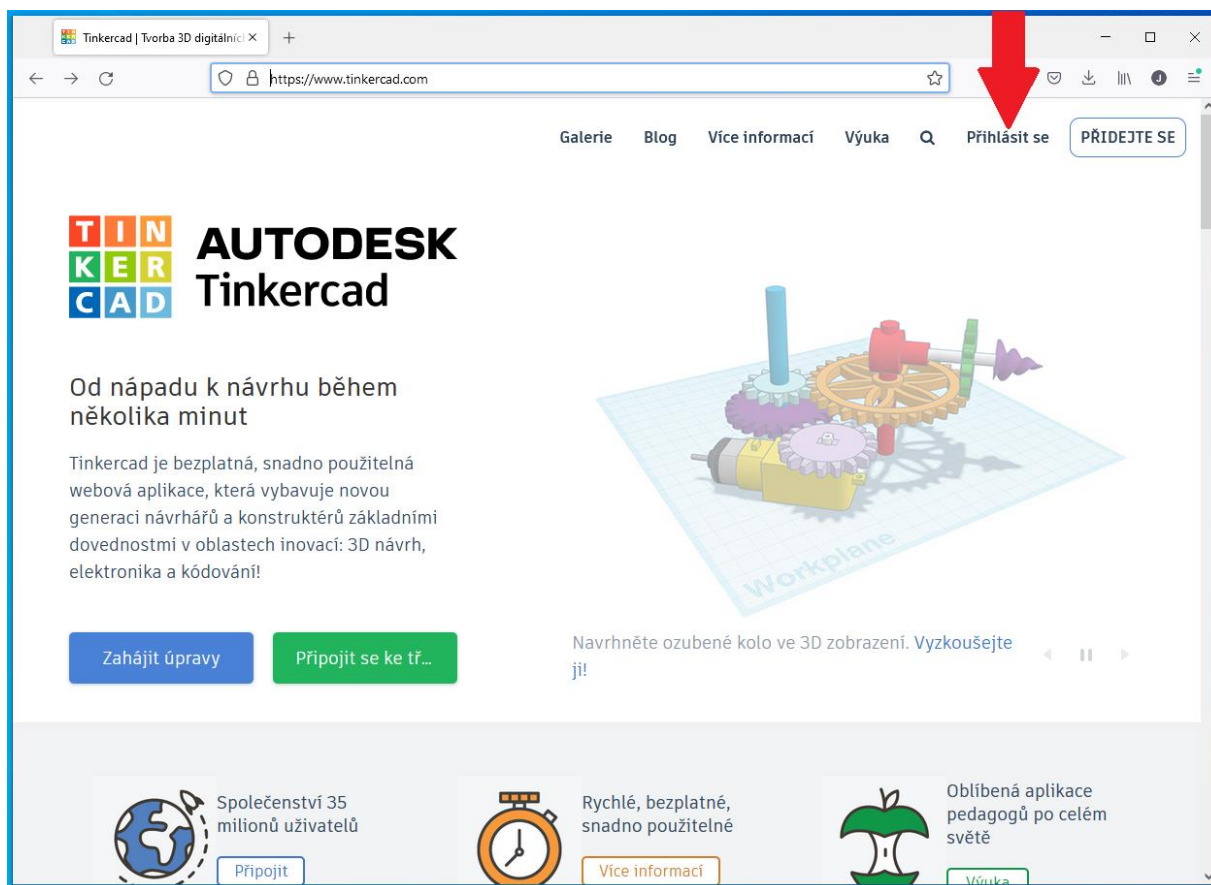 Tinkercad | Tvorba 3D digitálníc
https://www.tinkercad.com
J
Galerie Blog Více informací Výuka Přihlásit se PŘIDEJTE SE
TIN
KER
CAD
AUTODESK
Tinkercad
Od nápadu k návrhu během
několika minut
Tinkercad je bezplatná, snadno použitelná
webová aplikace, která vybavuje novou
generaci návrhářů a konstruktérů základními
dovednostmi v oblastech inovací: 3D návrh,
elektronika a kódování!
Zahájit úpravy Připojit se ke tř...
Workplane
Navrhněte ozubené kolo ve 3D zobrazení. Vyzkoušejte
ji!
Společenství 35
milionů uživatelů
Připojit
Rychlé, bezplatné,
snadno použitelné
Více informací
Oblíbená aplikace
pedagogů po celém
světě
Výuka